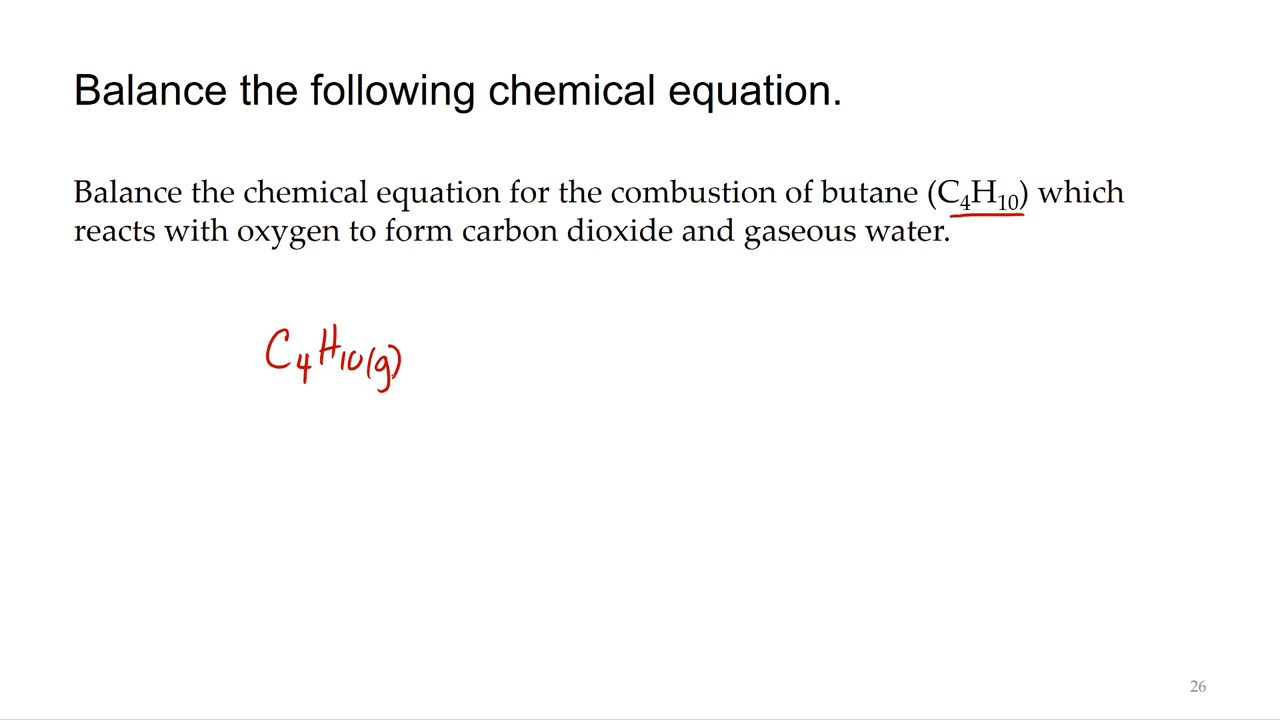 Balance the following chemical equation.
Balance the chemical equation for the combustion of butane (C₄H₁₀) which
reacts with oxygen to form carbon dioxide and gaseous water.
C₄H₁₀(g)
26